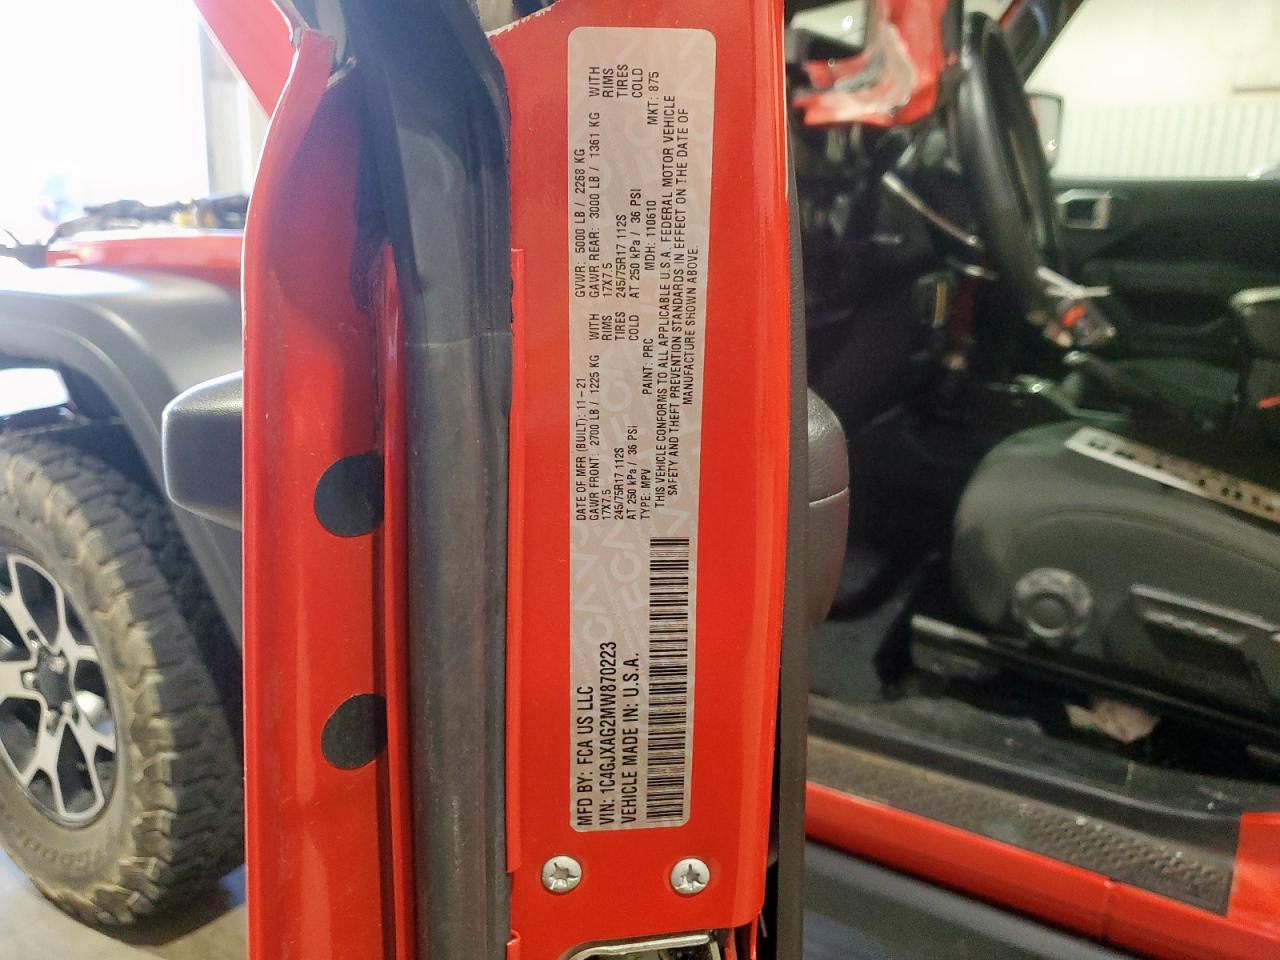 MFD BY: FCA US LLC
VIN: 1C4GJXAG2MW870223
VEHICLE MADE IN: U.S.A.
DATE OF MFR (BUILT): 11-21 GVWR: 5000 LB / 2268 KG
GAWR FRONT: 2700 LB / 1225 KG WITH GAWR REAR: 3000 LB / 1361 KG WITH
17X7.5 RIMS 17X7.5 RIMS
245/75R17 112S TIRES 245/75R17 112S TIRES
AT 250 kPa / 36 PSI COLD AT 250 kPa / 36 PSI COLD
TYPE: MPV PAINT: PRC MDH: 110610 MKT: 875
THIS VEHICLE CONFORMS TO ALL APPLICABLE U.S.A. FEDERAL MOTOR VEHICLE
SAFETY AND THEFT PREVENTION STANDARDS IN EFFECT ON THE DATE OF
MANUFACTURE SHOWN ABOVE.